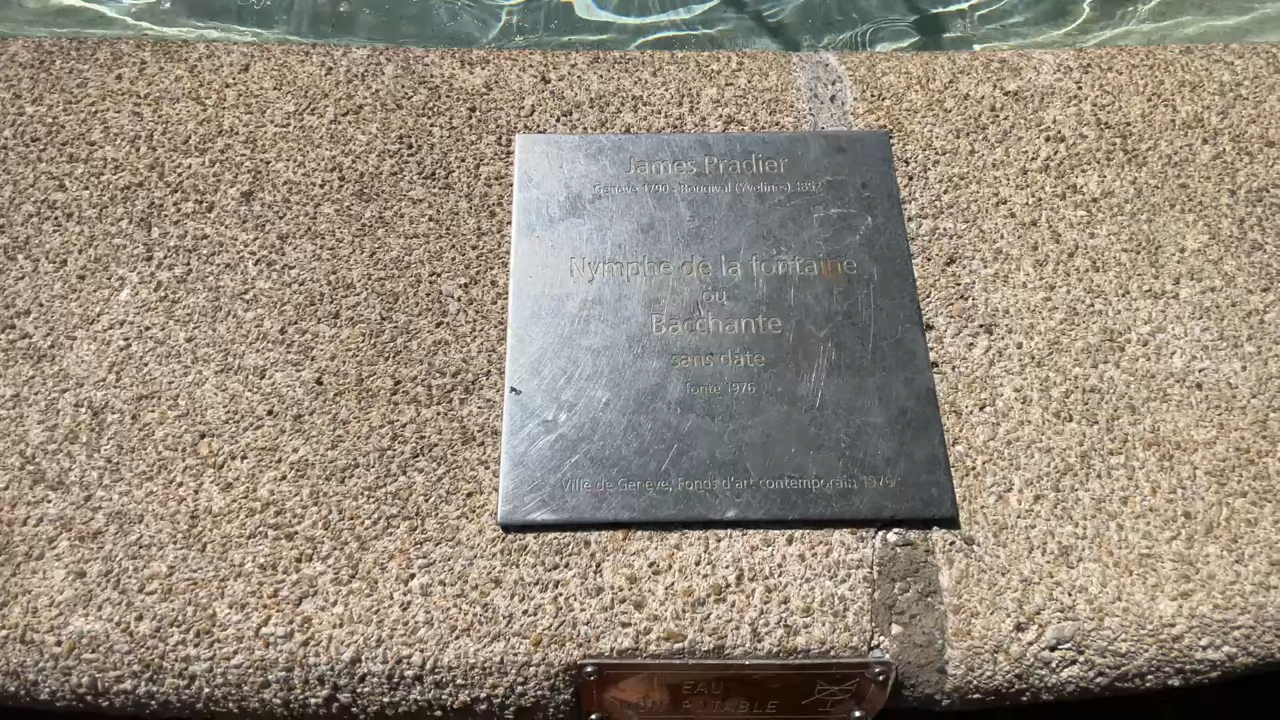 James Pradier
Genève 1790 - Bougival (Yvelines) 1852
Nymphe de la fontaine
ou
Bacchante
sans date
fonte 1976
Ville de Genève, Fonds d'art contemporain 1976
EAU
NON POTABLE